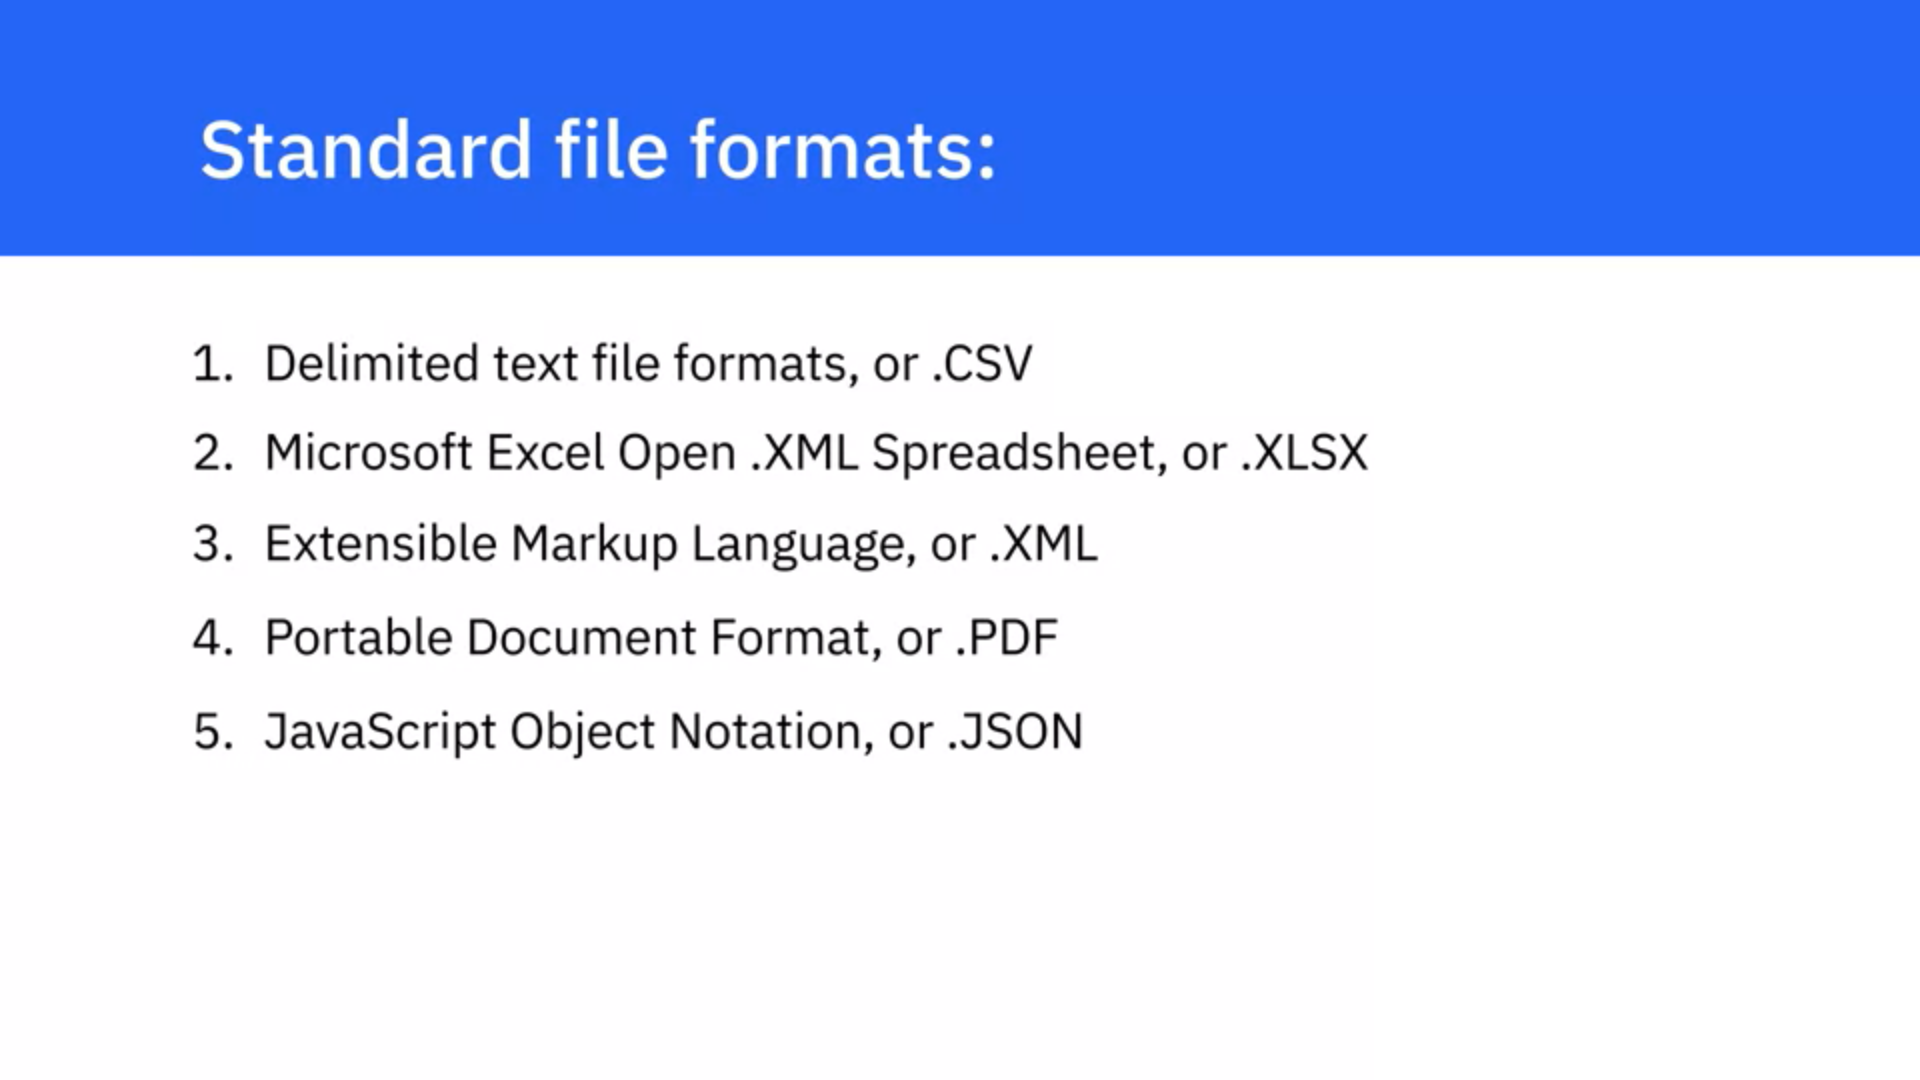 Standard file formats:
1. Delimited text file formats, or .CSV
2. Microsoft Excel Open .XML Spreadsheet, or .XLSX
3. Extensible Markup Language, or .XML
4. Portable Document Format, or .PDF
5. JavaScript Object Notation, or .JSON